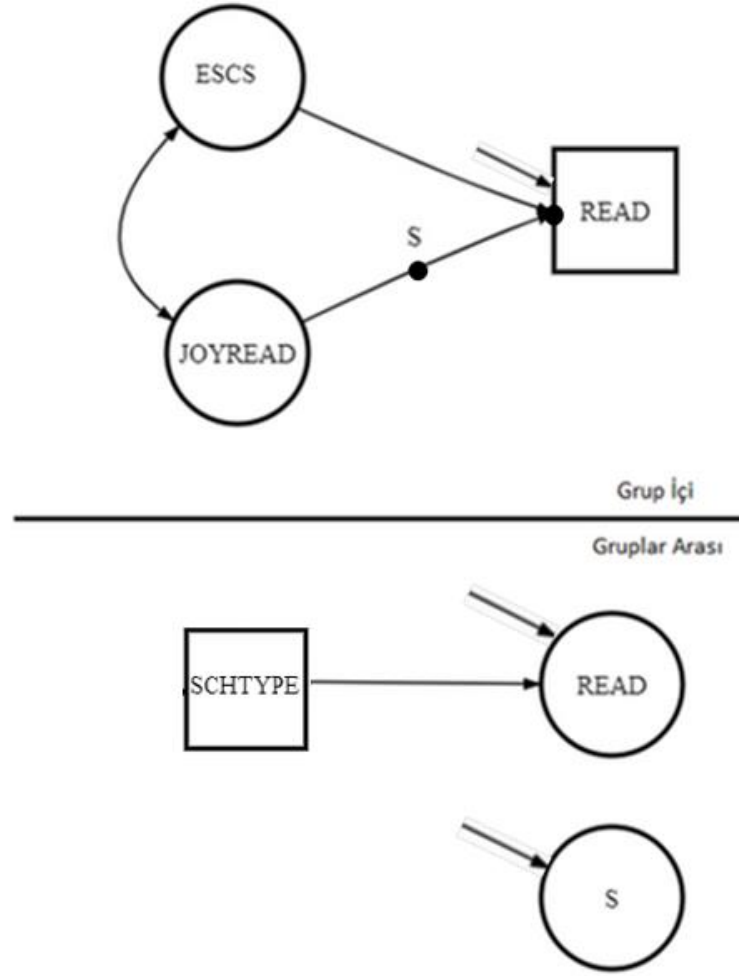 ESCS
READ
S
JOYREAD
Grup İçi
Gruplar Arası
SCHTYPE
READ
S